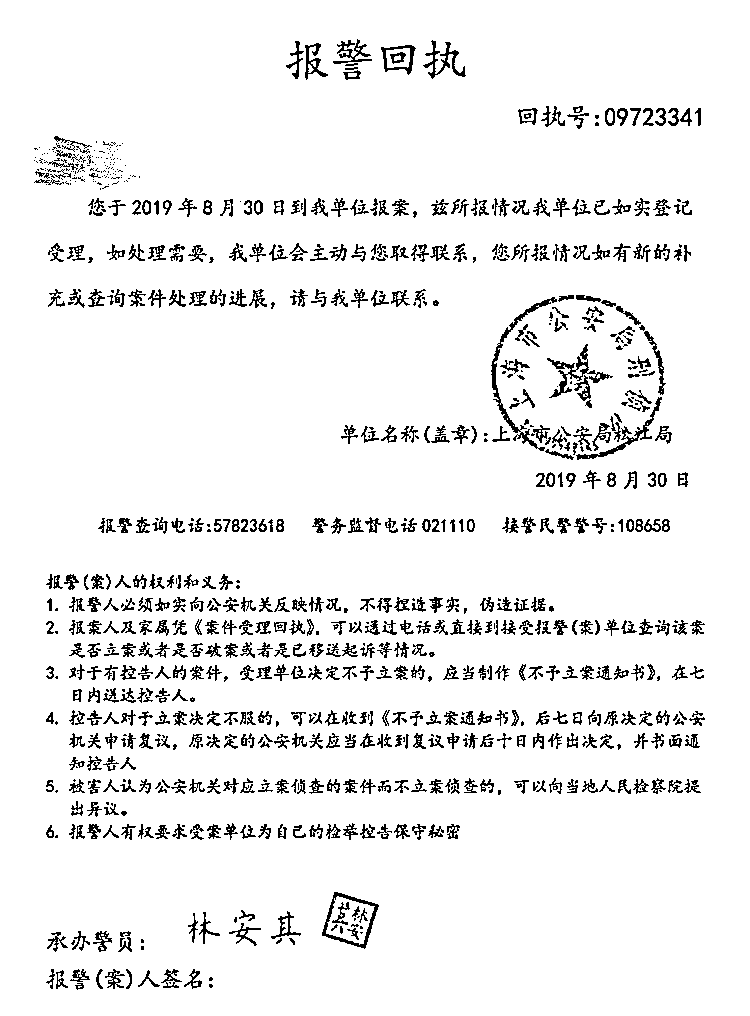 报警回执
回执号:09723341
您于 2019 年 8 月 30 日到我单位报案，兹所报情况我单位已如实登记
受理，如处理需要，我单位会主动与您取得联系，您所报情况如有新的补
充或查询案件处理的进展，请与我单位联系。
上海市公安局
单位名称(盖章):上海市公安局松江局
2019 年 8 月 30 日
报警查询电话:57823618 警务监督电话 021110 接警民警警号:108658
报警(案)人的权利和义务:
1. 报警人必须如实向公安机关反映情况，不得捏造事实，伪造证据。
2. 报案人及家属凭《案件受理回执》，可以通过电话或直接到接受报警(案)单位查询该案
是否立案或者是否破案或者是已移送起诉等情况。
3. 对于有控告人的案件，受理单位决定不予立案的，应当制作《不予立案通知书》，在七
日内送达控告人。
4. 控告人对于立案决定不服的，可以在收到《不予立案通知书》，后七日向原决定的公安
机关申请复议，原决定的公安机关应当在收到复议申请后十日内作出决定，并书面通
知控告人
5. 被害人认为公安机关对应立案侦查的案件而不立案侦查的，可以向当地人民检察院提
出异议。
6. 报警人有权要求受案单位为自己的检举控告保守秘密
承办警员: 林安其
林安其
报警(案)人签名: